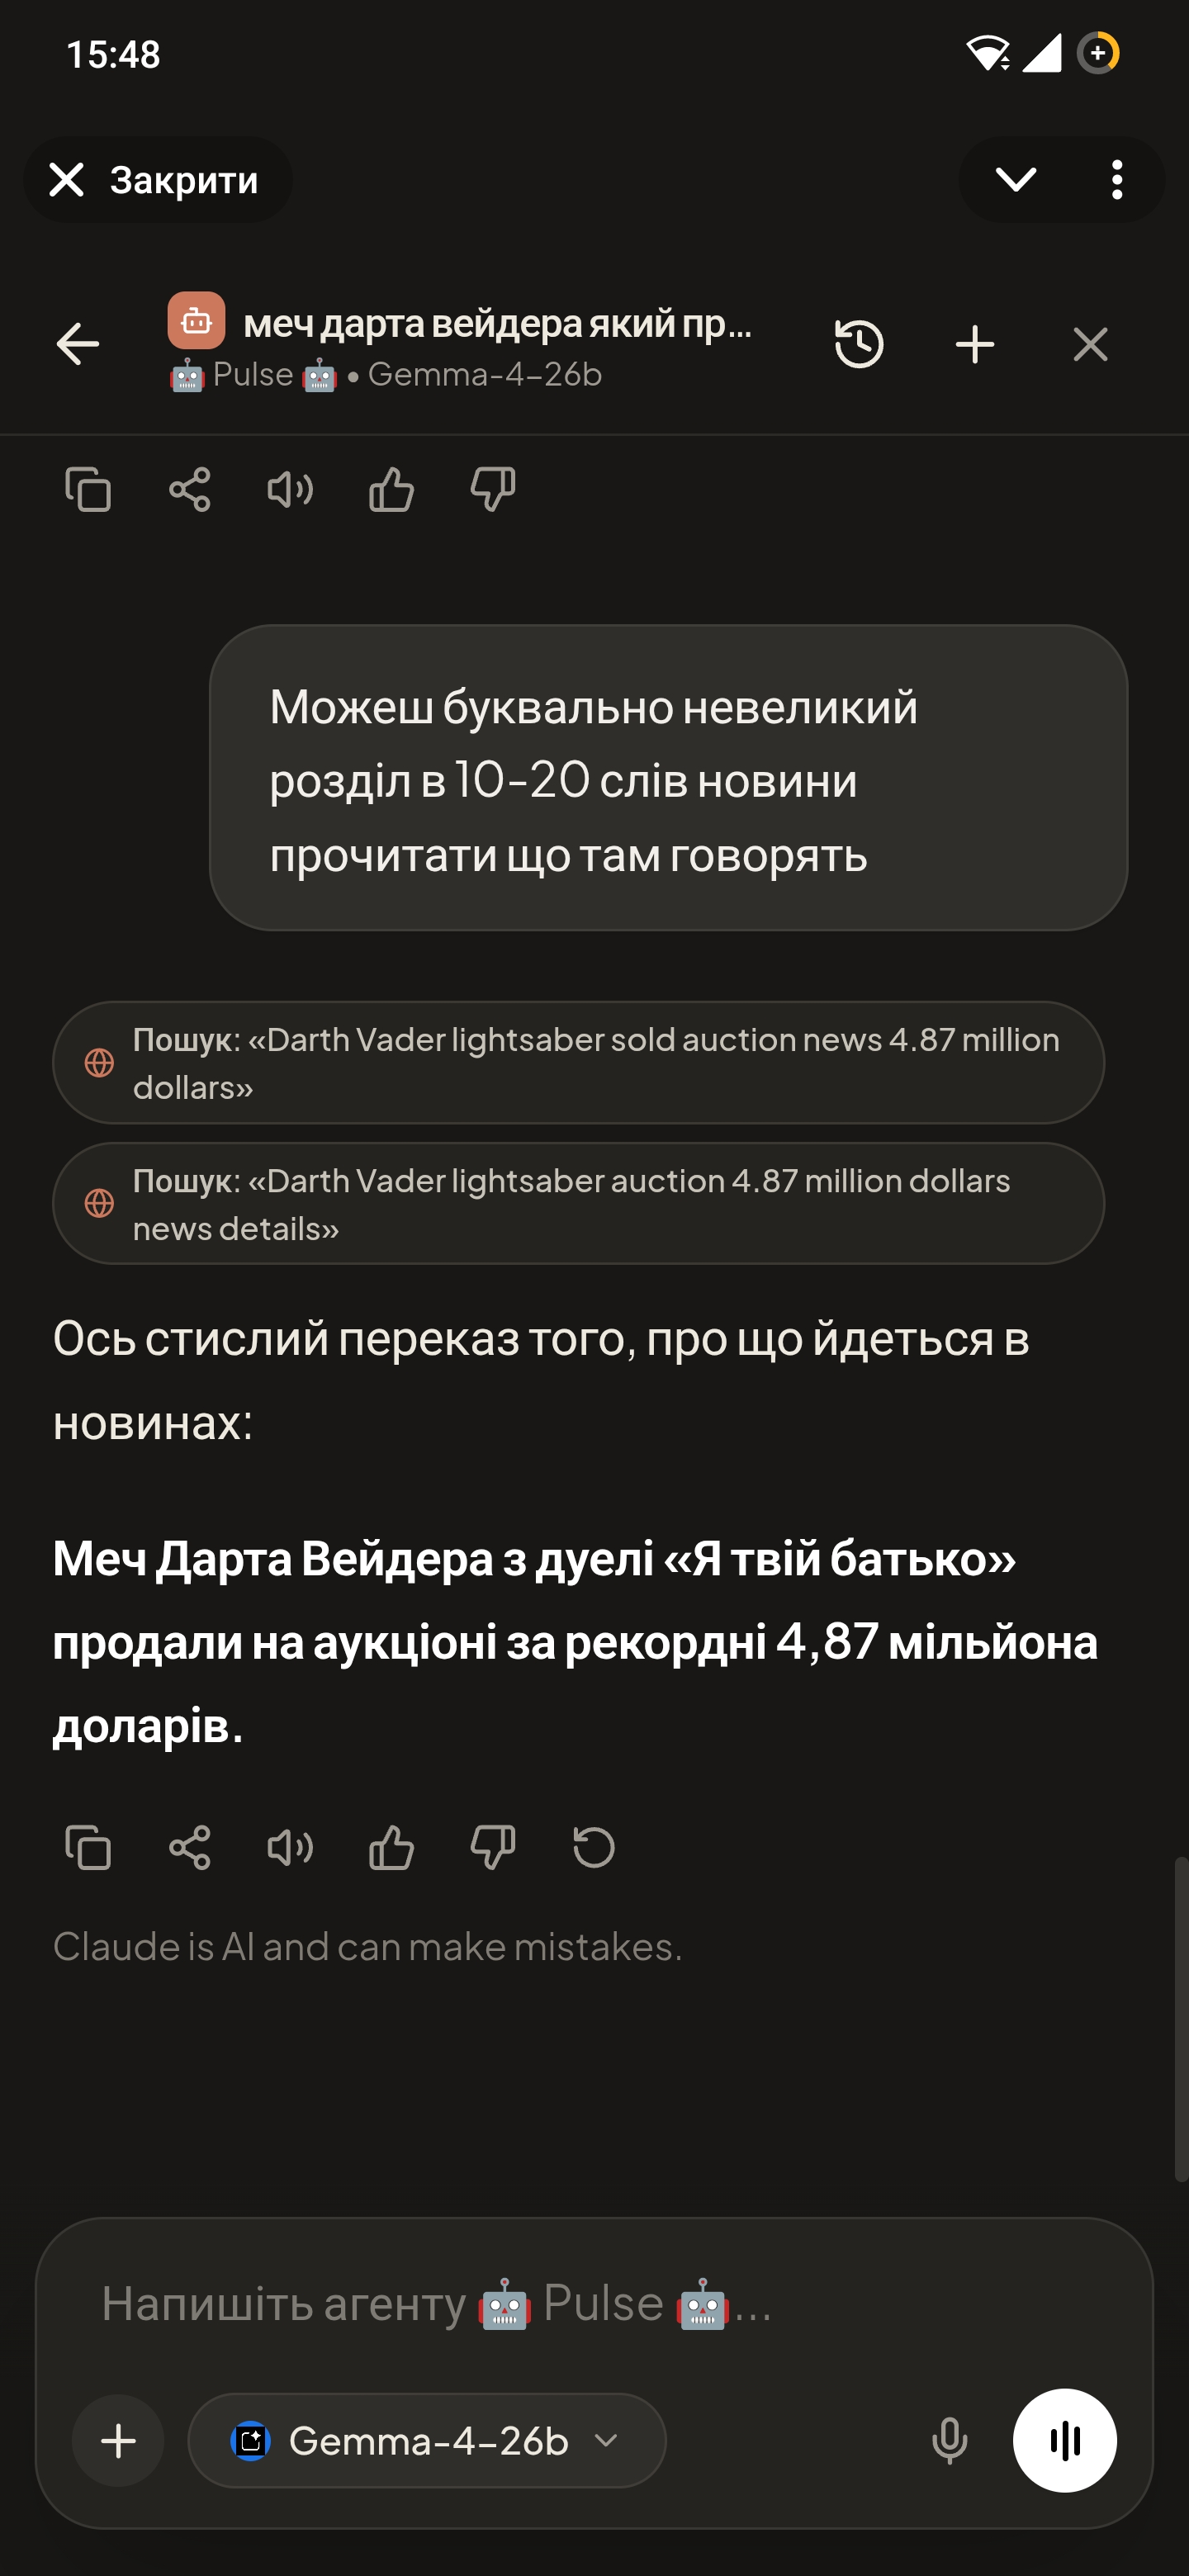 15:48
Закрити
меч дарта вейдера який пр...
🤖 Pulse 🤖 • Gemma-4-26b
Можеш буквально невеликий
розділ в 10-20 слів новини
прочитати що там говорять
Пошук: «Darth Vader lightsaber sold auction news 4.87 million
dollars»
Пошук: «Darth Vader lightsaber auction 4.87 million dollars
news details»
Ось стислий переказ того, про що йдеться в
новинах:
Меч Дарта Вейдера з дуелі «Я твій батько»
продали на аукціоні за рекордні 4,87 мільйона
доларів.
Claude is AI and can make mistakes.
Напишіть агенту 🤖 Pulse 🤖...
Gemma-4-26b